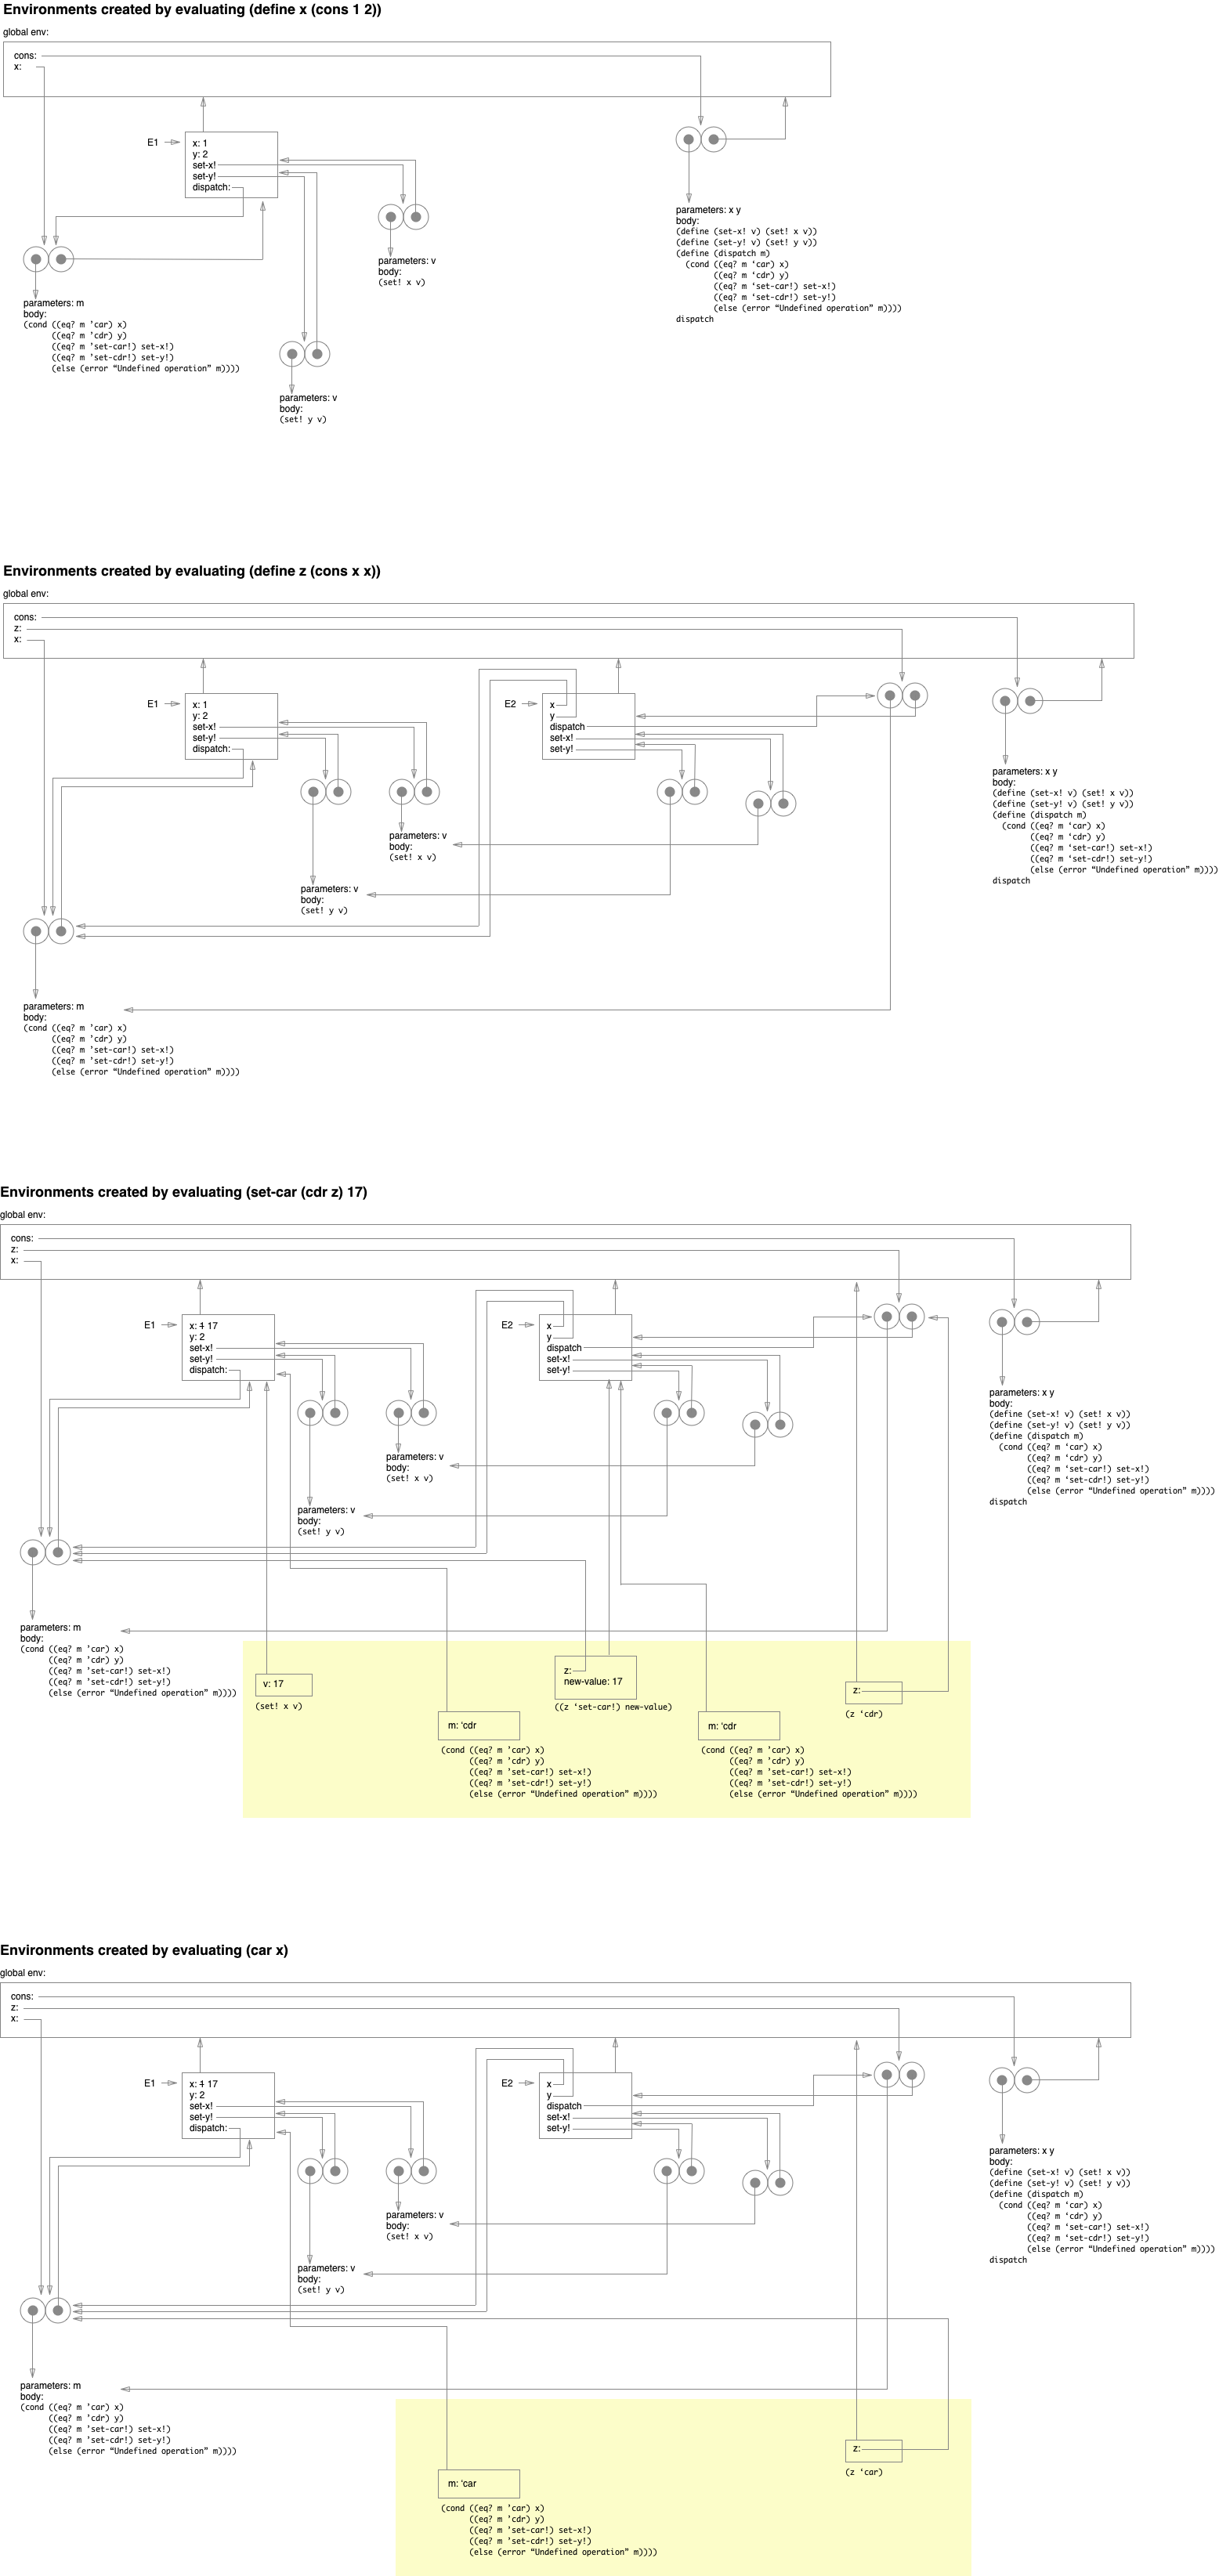 Environments created by evaluating (define x (cons 1 2))
global env:
cons:
x:
E1
x: 1
y: 2
set-x!
set-y!
dispatch:
parameters: x y
body:
(define (set-x! v) (set! x v))
(define (set-y! v) (set! y v))
(define (dispatch m)
(cond ((eq? m ‘car) x)
((eq? m ‘cdr) y)
((eq? m ‘set-car!) set-x!)
((eq? m ‘set-cdr!) set-y!)
(else (error “Undefined operation” m))))
dispatch
parameters: v
body:
(set! x v)
parameters: m
body:
(cond ((eq? m ’car) x)
((eq? m ’cdr) y)
((eq? m ’set-car!) set-x!)
((eq? m ’set-cdr!) set-y!)
(else (error “Undefined operation” m))))
parameters: v
body:
(set! y v)
Environments created by evaluating (define z (cons x x))
global env:
cons:
z:
x:
E1
x: 1
y: 2
set-x!
set-y!
dispatch:
E2
x
y
dispatch
set-x!
set-y!
parameters: x y
body:
(define (set-x! v) (set! x v))
(define (set-y! v) (set! y v))
(define (dispatch m)
(cond ((eq? m ‘car) x)
((eq? m ‘cdr) y)
((eq? m ‘set-car!) set-x!)
((eq? m ‘set-cdr!) set-y!)
(else (error “Undefined operation” m))))
dispatch
parameters: v
body:
(set! x v)
parameters: v
body:
(set! y v)
parameters: m
body:
(cond ((eq? m ’car) x)
((eq? m ’cdr) y)
((eq? m ’set-car!) set-x!)
((eq? m ’set-cdr!) set-y!)
(else (error “Undefined operation” m))))
Environments created by evaluating (set-car (cdr z) 17)
global env:
cons:
z:
x:
E1
x: 1 17
y: 2
set-x!
set-y!
dispatch:
E2
x
y
dispatch
set-x!
set-y!
parameters: x y
body:
(define (set-x! v) (set! x v))
(define (set-y! v) (set! y v))
(define (dispatch m)
(cond ((eq? m ‘car) x)
((eq? m ‘cdr) y)
((eq? m ‘set-car!) set-x!)
((eq? m ‘set-cdr!) set-y!)
(else (error “Undefined operation” m))))
dispatch
parameters: v
body:
(set! x v)
parameters: v
body:
(set! y v)
parameters: m
body:
(cond ((eq? m ’car) x)
((eq? m ’cdr) y)
((eq? m ’set-car!) set-x!)
((eq? m ’set-cdr!) set-y!)
(else (error “Undefined operation” m))))
v: 17
(set! x v)
z:
new-value: 17
((z ‘set-car!) new-value)
z:
(z ‘cdr)
m: ‘cdr
(cond ((eq? m ’car) x)
((eq? m ’cdr) y)
((eq? m ’set-car!) set-x!)
((eq? m ’set-cdr!) set-y!)
(else (error “Undefined operation” m))))
m: ‘cdr
(cond ((eq? m ’car) x)
((eq? m ’cdr) y)
((eq? m ’set-car!) set-x!)
((eq? m ’set-cdr!) set-y!)
(else (error “Undefined operation” m))))
Environments created by evaluating (car x)
global env:
cons:
z:
x:
E1
x: 1 17
y: 2
set-x!
set-y!
dispatch:
E2
x
y
dispatch
set-x!
set-y!
parameters: x y
body:
(define (set-x! v) (set! x v))
(define (set-y! v) (set! y v))
(define (dispatch m)
(cond ((eq? m ‘car) x)
((eq? m ‘cdr) y)
((eq? m ‘set-car!) set-x!)
((eq? m ‘set-cdr!) set-y!)
(else (error “Undefined operation” m))))
dispatch
parameters: v
body:
(set! x v)
parameters: v
body:
(set! y v)
parameters: m
body:
(cond ((eq? m ’car) x)
((eq? m ’cdr) y)
((eq? m ’set-car!) set-x!)
((eq? m ’set-cdr!) set-y!)
(else (error “Undefined operation” m))))
z:
(z ‘car)
m: ‘car
(cond ((eq? m ’car) x)
((eq? m ’cdr) y)
((eq? m ’set-car!) set-x!)
((eq? m ’set-cdr!) set-y!)
(else (error “Undefined operation” m))))